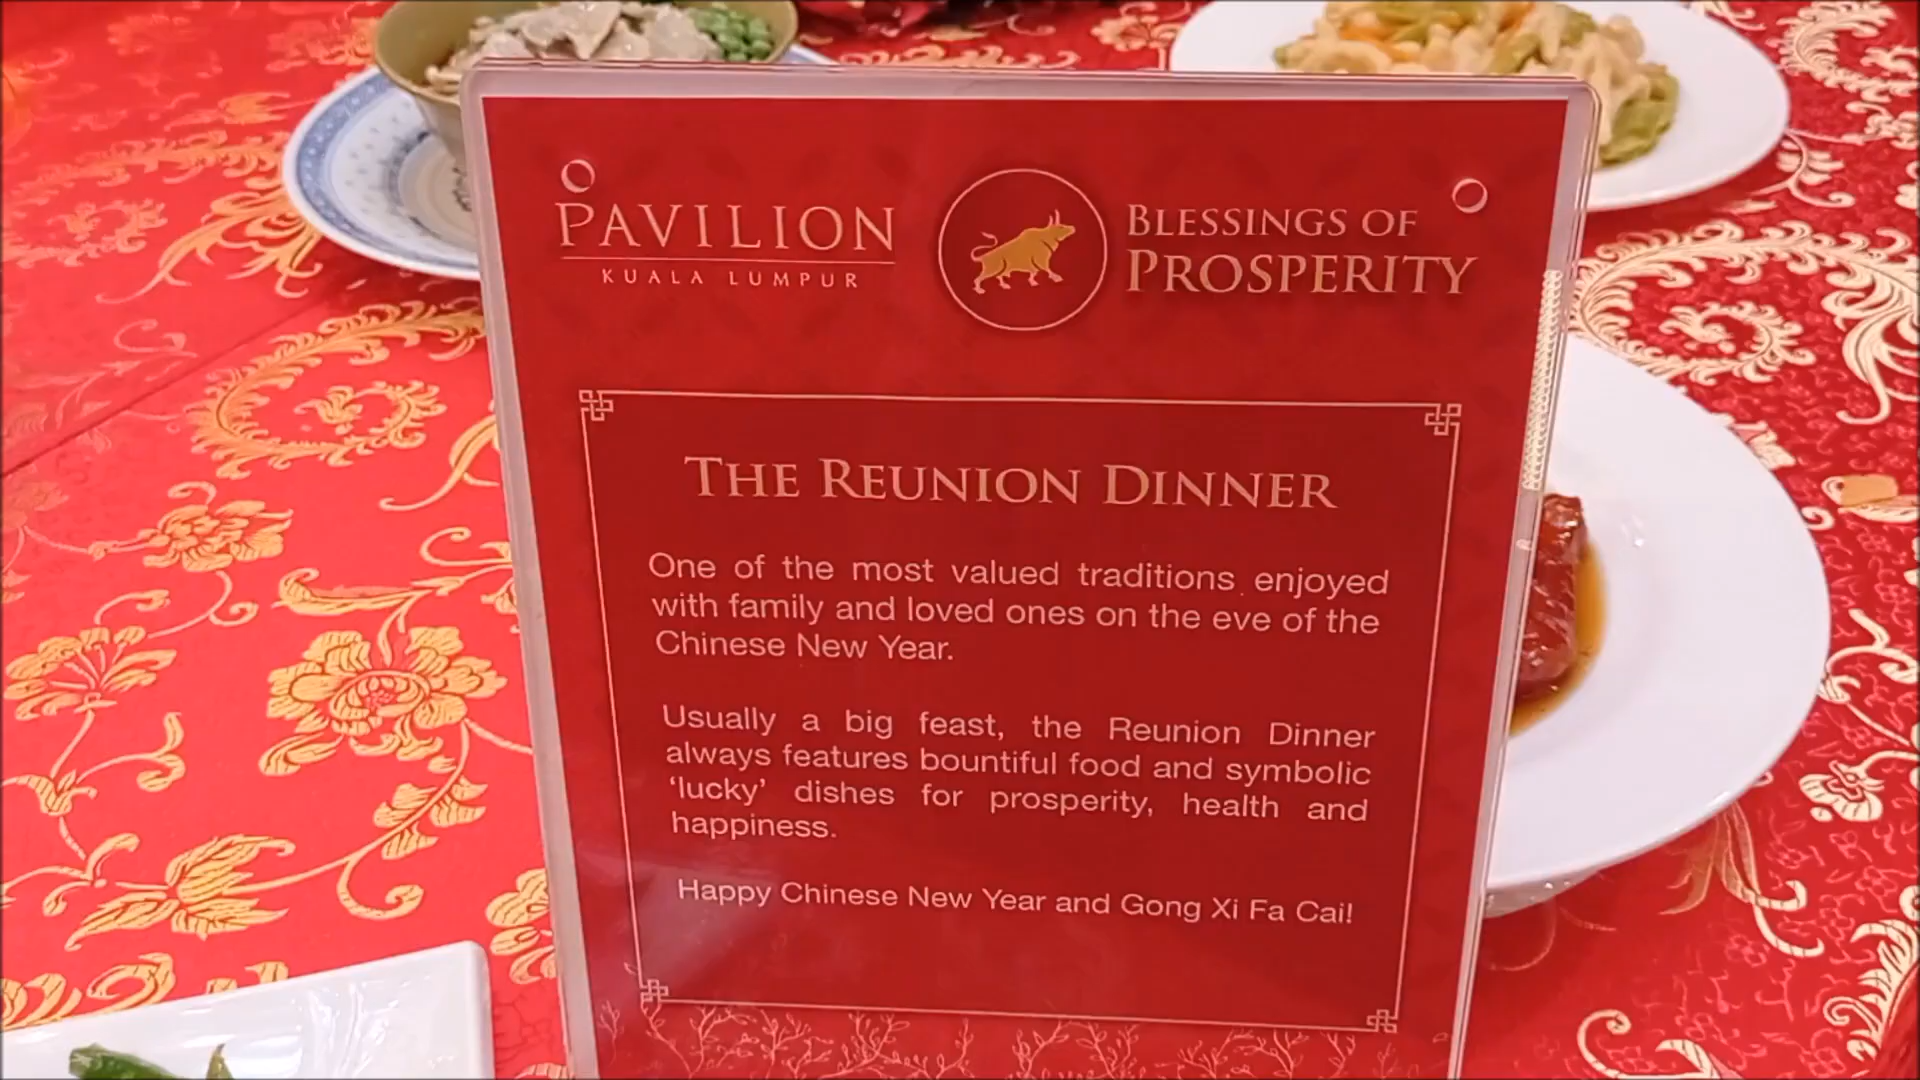 PAVILION
KUALA LUMPUR
BLESSINGS OF
PROSPERITY
THE REUNION DINNER
One of the most valued traditions enjoyed
with family and loved ones on the eve of the
Chinese New Year.
Usually a big feast, the Reunion Dinner
always features bountiful food and symbolic
‘lucky’ dishes for prosperity, health and
happiness.
Happy Chinese New Year and Gong Xi Fa Cai!